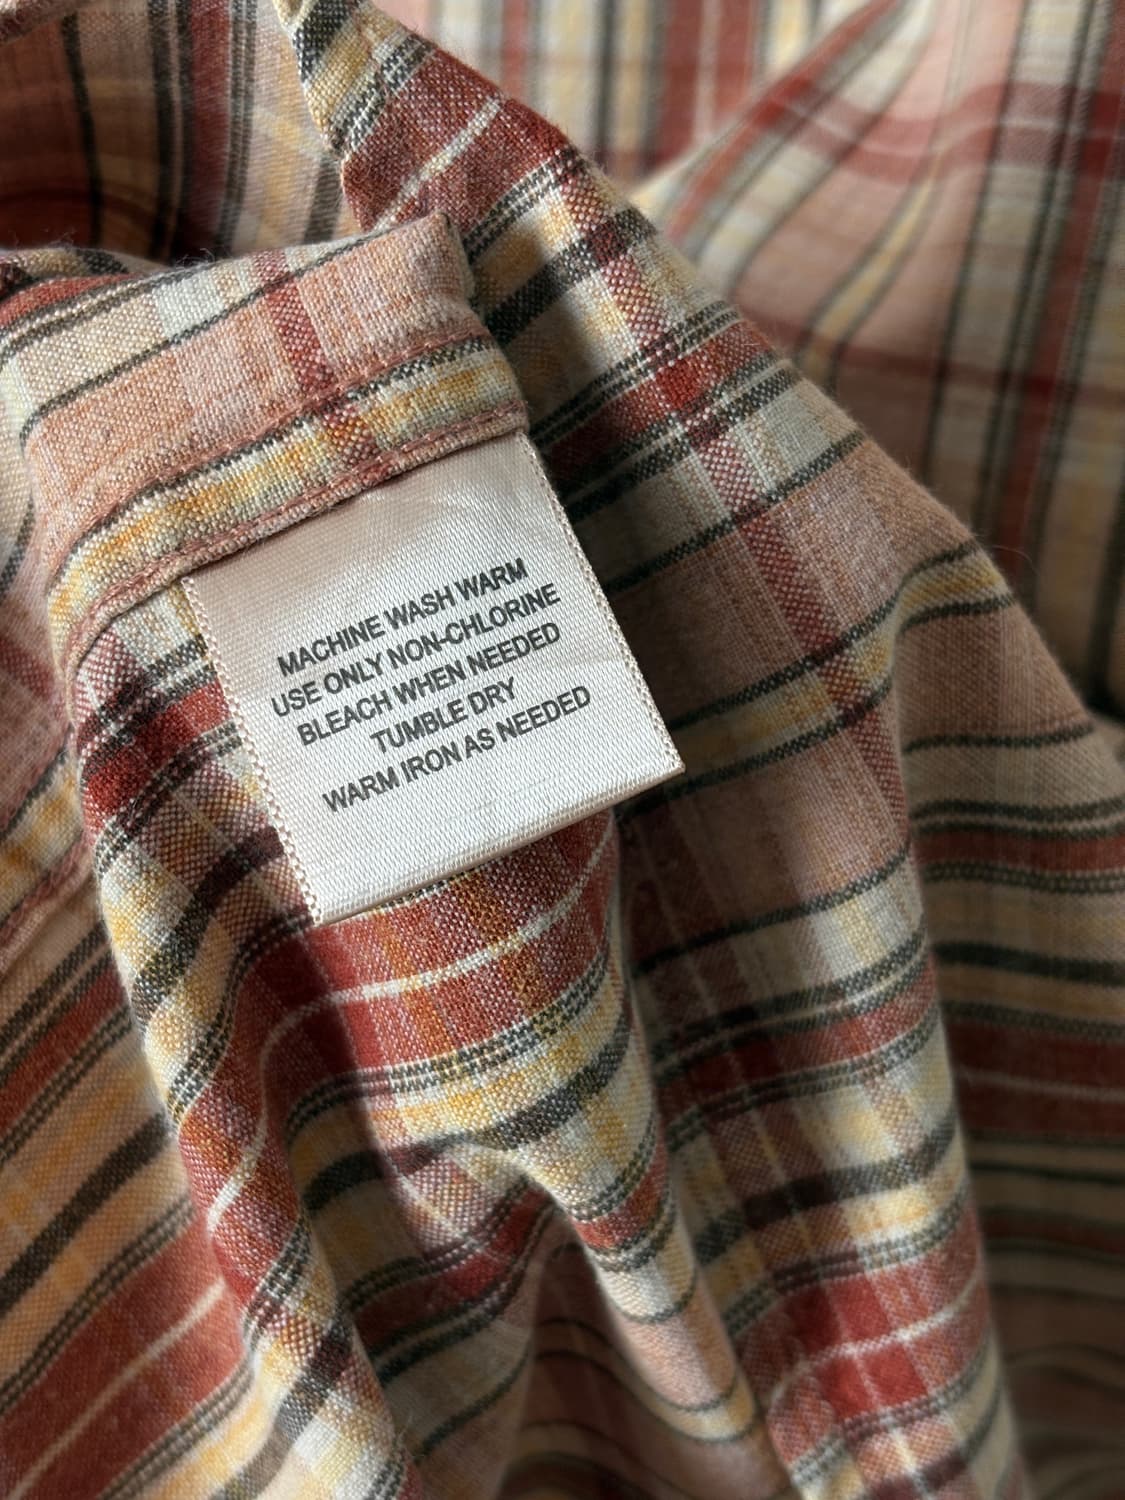 MACHINE WASH WARM
USE ONLY NON-CHLORINE
BLEACH WHEN NEEDED
TUMBLE DRY
WARM IRON AS NEEDED